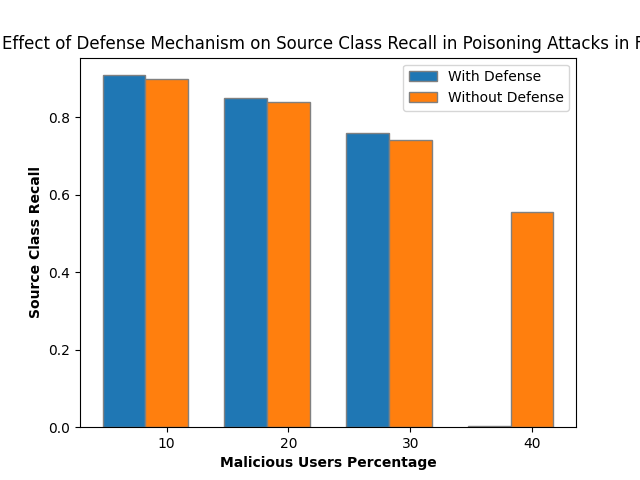 Effect of Defense Mechanism on Source Class Recall in Poisoning Attacks in
With Defense
Without Defense
Source Class Recall
0.8
0.6
0.4
0.2
0.0
10
20
30
40
Malicious Users Percentage